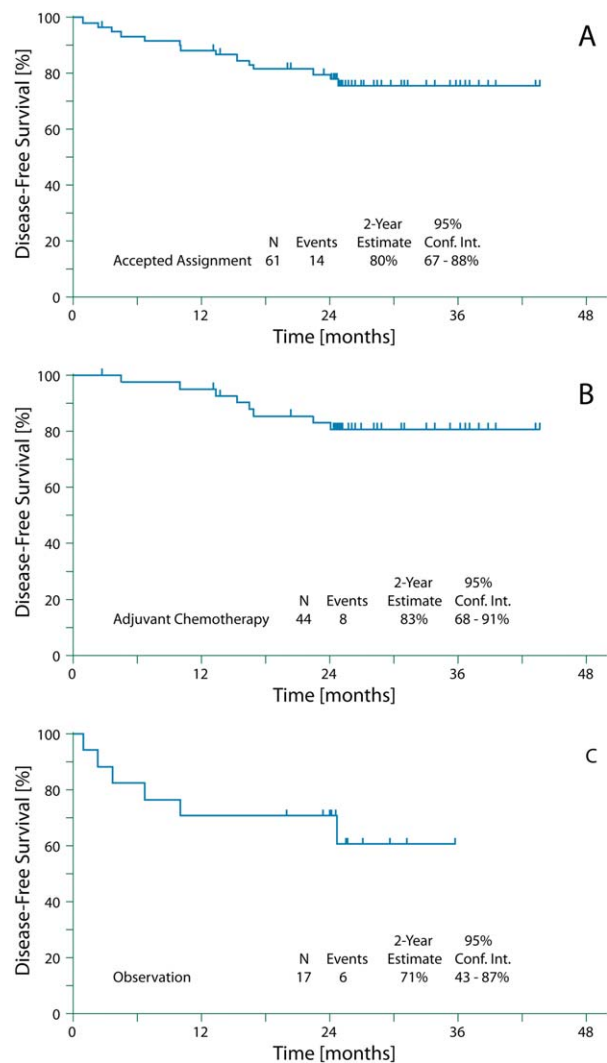 A
Disease-Free Survival [%]
100
80
60
40
20
0
2-Year 95%
N Events Estimate Conf. Int.
Accepted Assignment 61 14 80% 67 - 88%
0 12 24 36 48
Time [months]
B
Disease-Free Survival [%]
100
80
60
40
20
0
2-Year 95%
N Events Estimate Conf. Int.
Adjuvant Chemotherapy 44 8 83% 68 - 91%
0 12 24 36 48
Time [months]
C
Disease-Free Survival [%]
100
80
60
40
20
0
2-Year 95%
N Events Estimate Conf. Int.
Observation 17 6 71% 43 - 87%
0 12 24 36 48
Time [months]